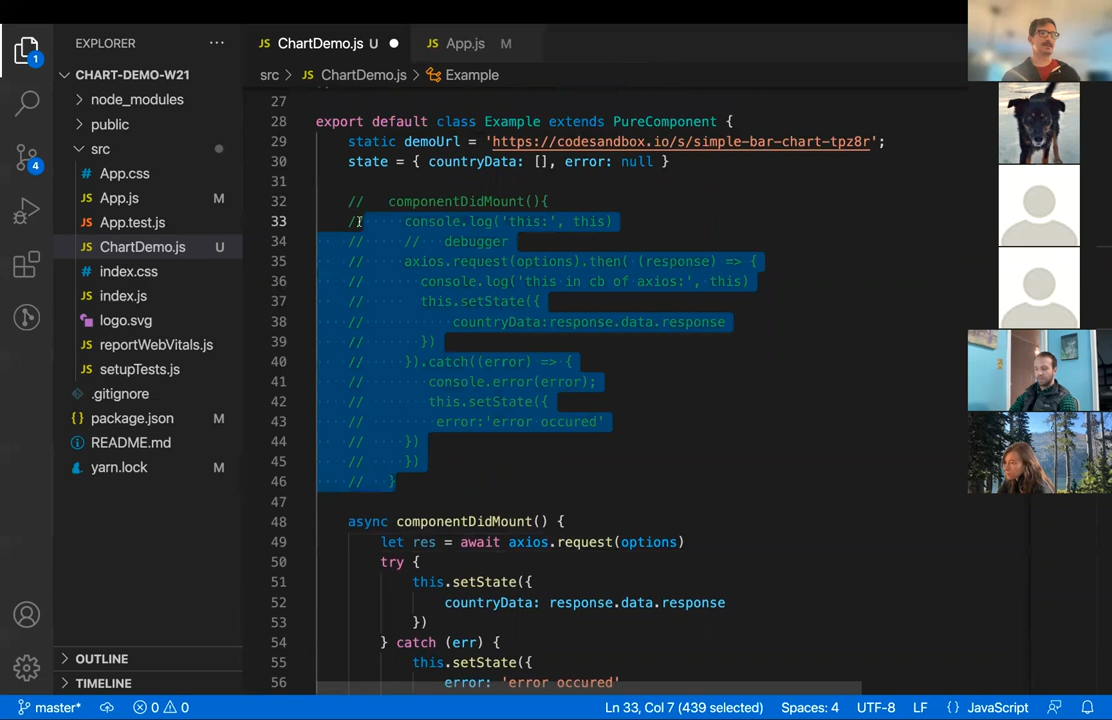 EXPLORER ···
CHART-DEMO-W21
node_modules
public
src
App.css
App.js M
App.test.js
ChartDemo.js U
index.css
index.js
logo.svg
reportWebVitals.js
setupTests.js
.gitignore
package.json M
README.md
yarn.lock M
OUTLINE
TIMELINE
1
4
JS ChartDemo.js U ● JS App.js M
src > JS ChartDemo.js > Example
27
28 export default class Example extends PureComponent {
29 static demoUrl = 'https://codesandbox.io/s/simple-bar-chart-tpz8r';
30 state = { countryData: [], error: null }
31
32 // componentDidMount(){
33 // console.log('this:', this)
34 // // debugger
35 // axios.request(options).then( (response) => {
36 // console.log('this in cb of axios:', this)
37 // this.setState({
38 // countryData:response.data.response
39 // })
40 // }).catch((error) => {
41 // console.error(error);
42 // this.setState({
43 // error:'error occured'
44 // })
45 // })
46 // }
47
48 async componentDidMount() {
49 let res = await axios.request(options)
50 try {
51 this.setState({
52 countryData: response.data.response
53 })
54 } catch (err) {
55 this.setState({
56 error: 'error occured'
master* 0 0 Ln 33, Col 7 (439 selected) Spaces: 4 UTF-8 LF {} JavaScript